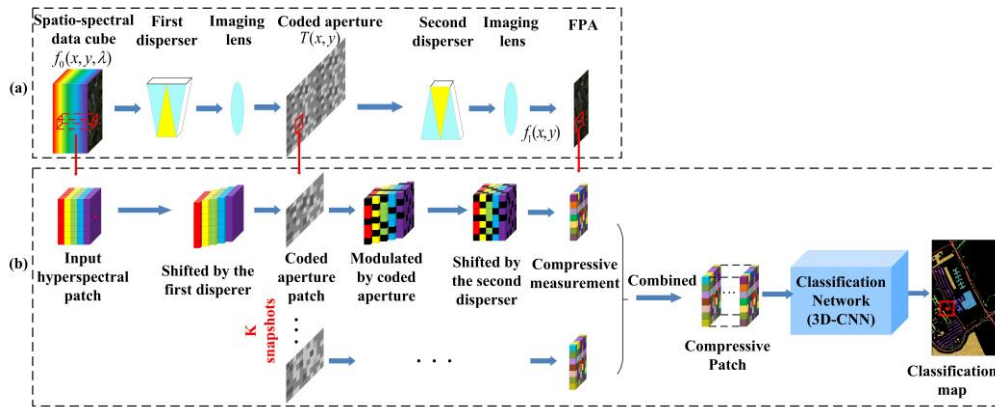 Spatio-spectral
data cube
f₀(x, y, λ)
First
disperser
Imaging
lens
Coded aperture
T(x, y)
Second
disperser
Imaging
lens
FPA
(a)
f₁(x, y)
(b)
Input
hyperspectral
patch
Shifted by the
first disperer
Coded
aperture
patch
Modulated
by coded
aperture
Shifted by
the second
disperser
Compressive
measurement
K
snapshots
Combined
Compressive
Patch
Classification
Network
(3D-CNN)
Classification
map